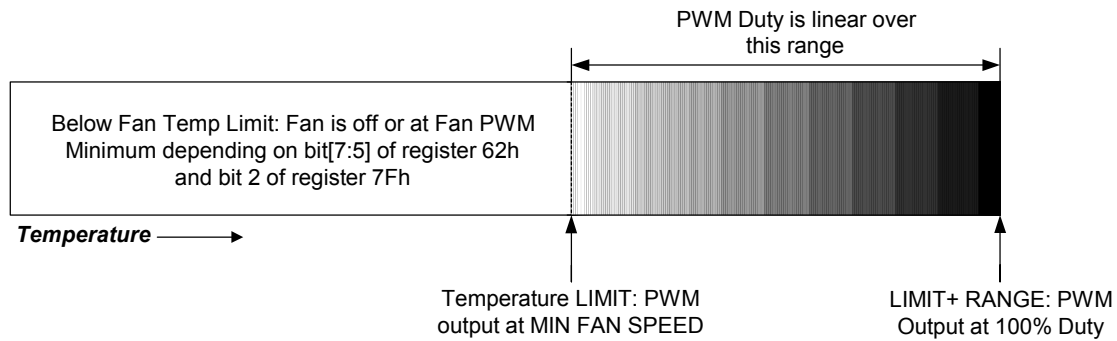 PWM Duty is linear over
this range
Below Fan Temp Limit: Fan is off or at Fan PWM
Minimum depending on bit[7:5] of register 62h
and bit 2 of register 7Fh
Temperature
Temperature LIMIT: PWM
output at MIN FAN SPEED
LIMIT+ RANGE: PWM
Output at 100% Duty